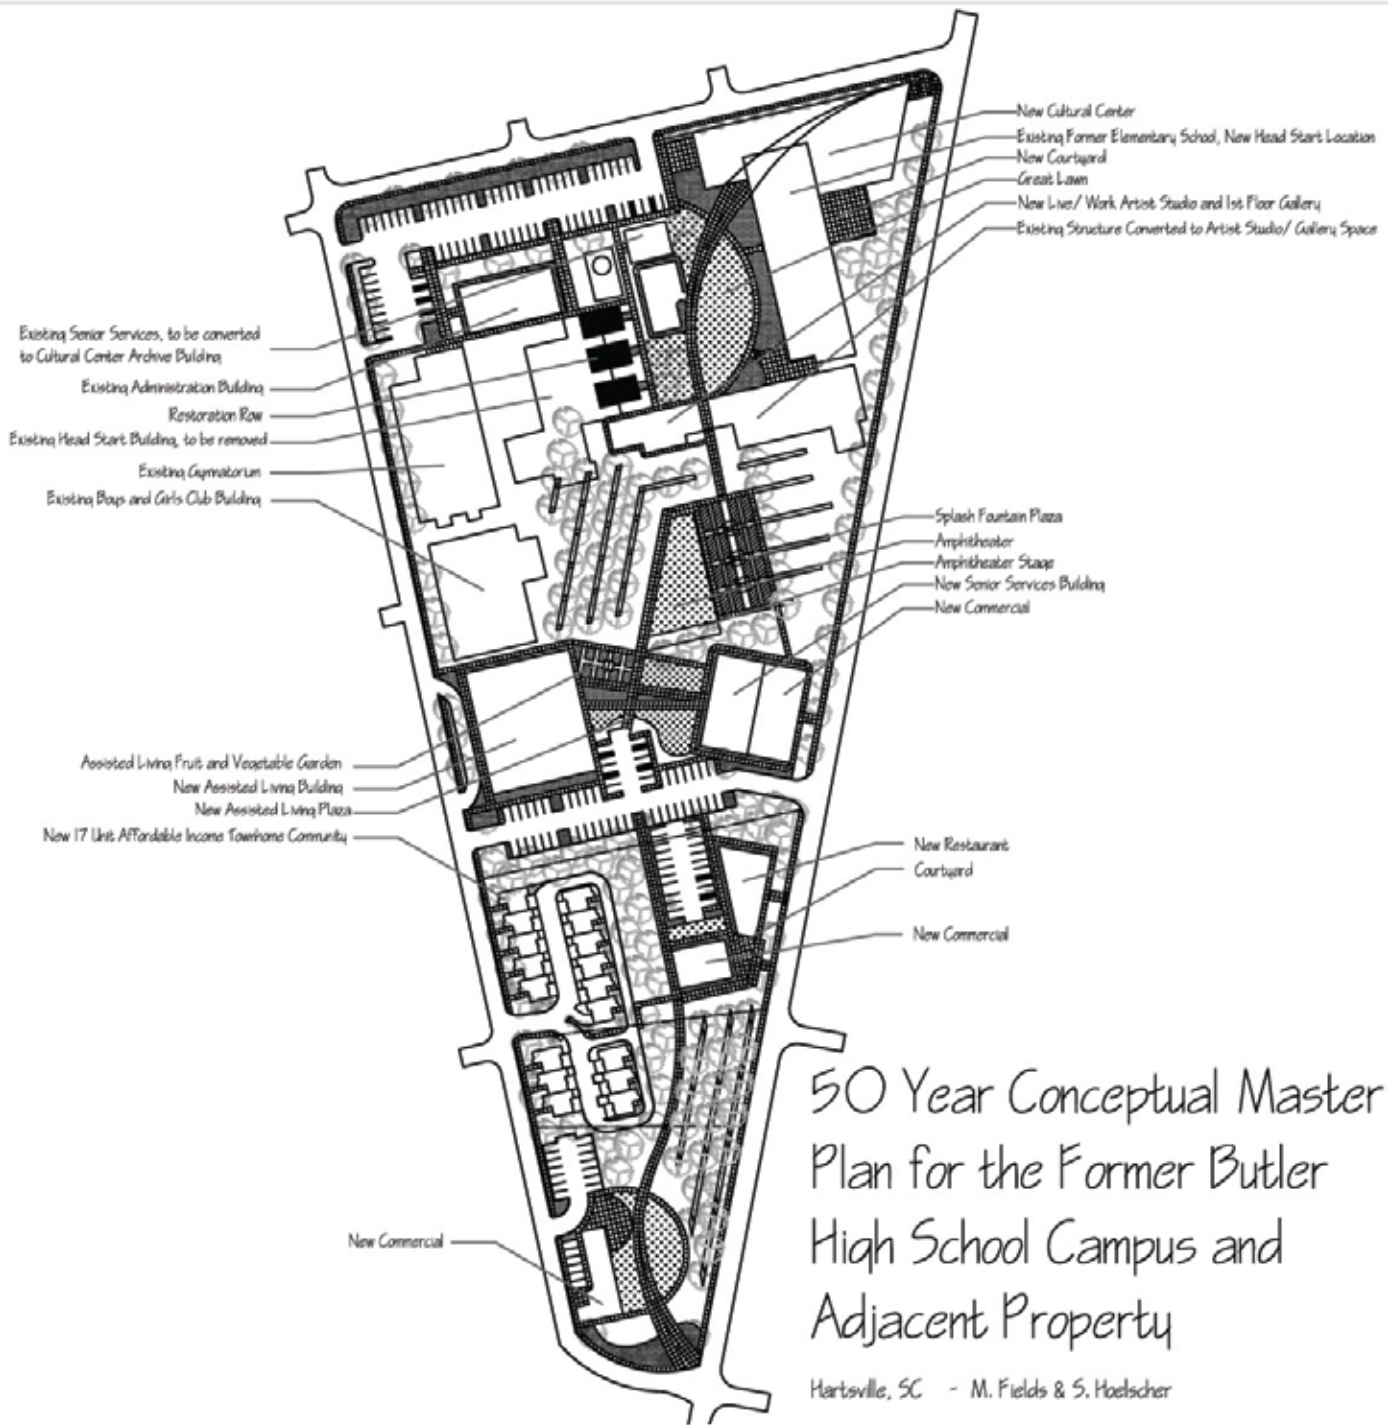 New Cultural Center
Existing Former Elementary School, New Head Start Location
New Courtyard
Great Lawn
New Live/ Work Artist Studio and 1st Floor Gallery
Existing Structure Converted to Artist Studio/ Gallery Space
Existing Senior Services, to be converted
to Cultural Center Archive Building
Existing Administration Building
Restoration Row
Existing Head Start Building, to be removed
Existing Gymatorium
Existing Boys and Girls Club Building
Splash Fountain Plaza
Amphitheater
Amphitheater Stage
New Senior Services Building
New Commercial
Assisted Living Fruit and Vegetable Garden
New Assisted Living Building
New Assisted Living Plaza
New 17 Unit Affordable Income Townhome Community
New Restaurant
Courtyard
New Commercial
New Commercial
50 Year Conceptual Master
Plan for the Former Butler
High School Campus and
Adjacent Property
Hartsville, SC - M. Fields & S. Hoelscher